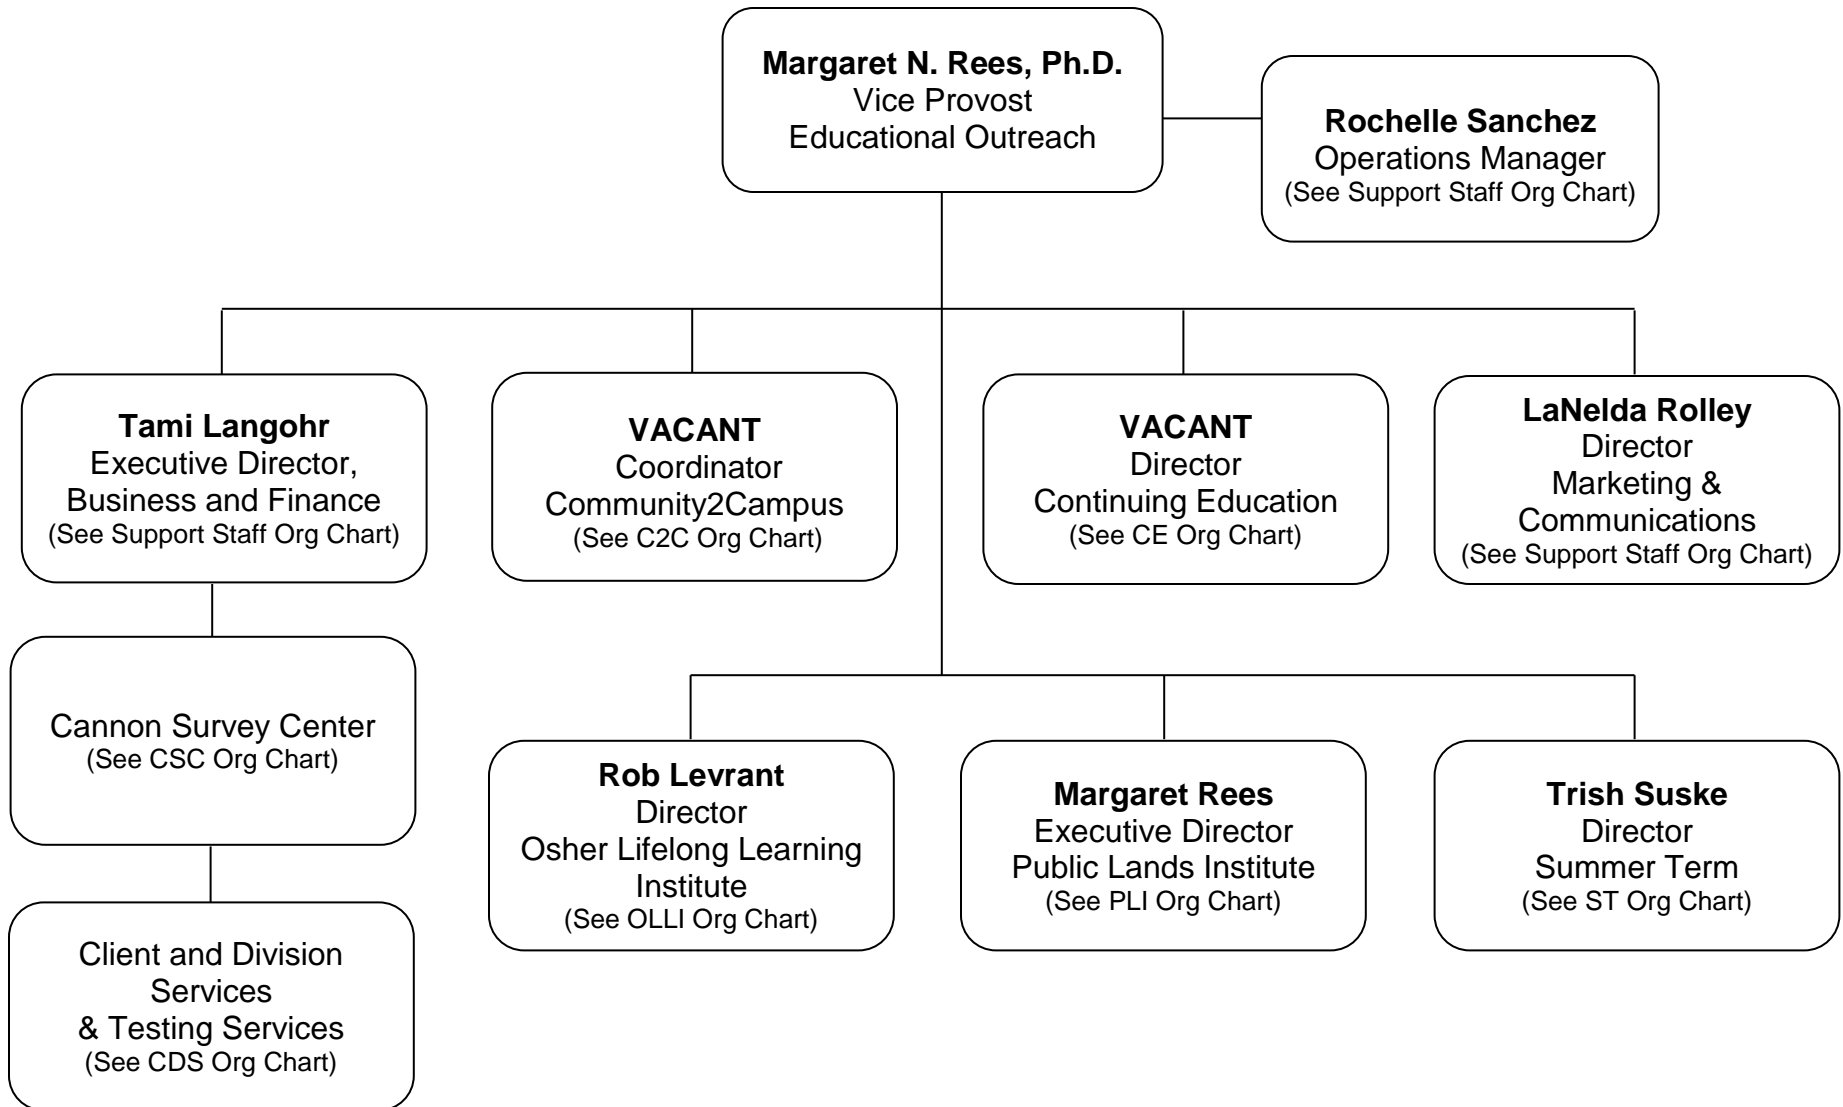 Margaret N. Rees, Ph.D.
Vice Provost
Educational Outreach
Rochelle Sanchez
Operations Manager
(See Support Staff Org Chart)
Tami Langohr
Executive Director,
Business and Finance
(See Support Staff Org Chart)
VACANT
Coordinator
Community2Campus
(See C2C Org Chart)
VACANT
Director
Continuing Education
(See CE Org Chart)
LaNelda Rolley
Director
Marketing &
Communications
(See Support Staff Org Chart)
Cannon Survey Center
(See CSC Org Chart)
Rob Levrant
Director
Osher Lifelong Learning
Institute
(See OLLI Org Chart)
Margaret Rees
Executive Director
Public Lands Institute
(See PLI Org Chart)
Trish Suske
Director
Summer Term
(See ST Org Chart)
Client and Division
Services
& Testing Services
(See CDS Org Chart)